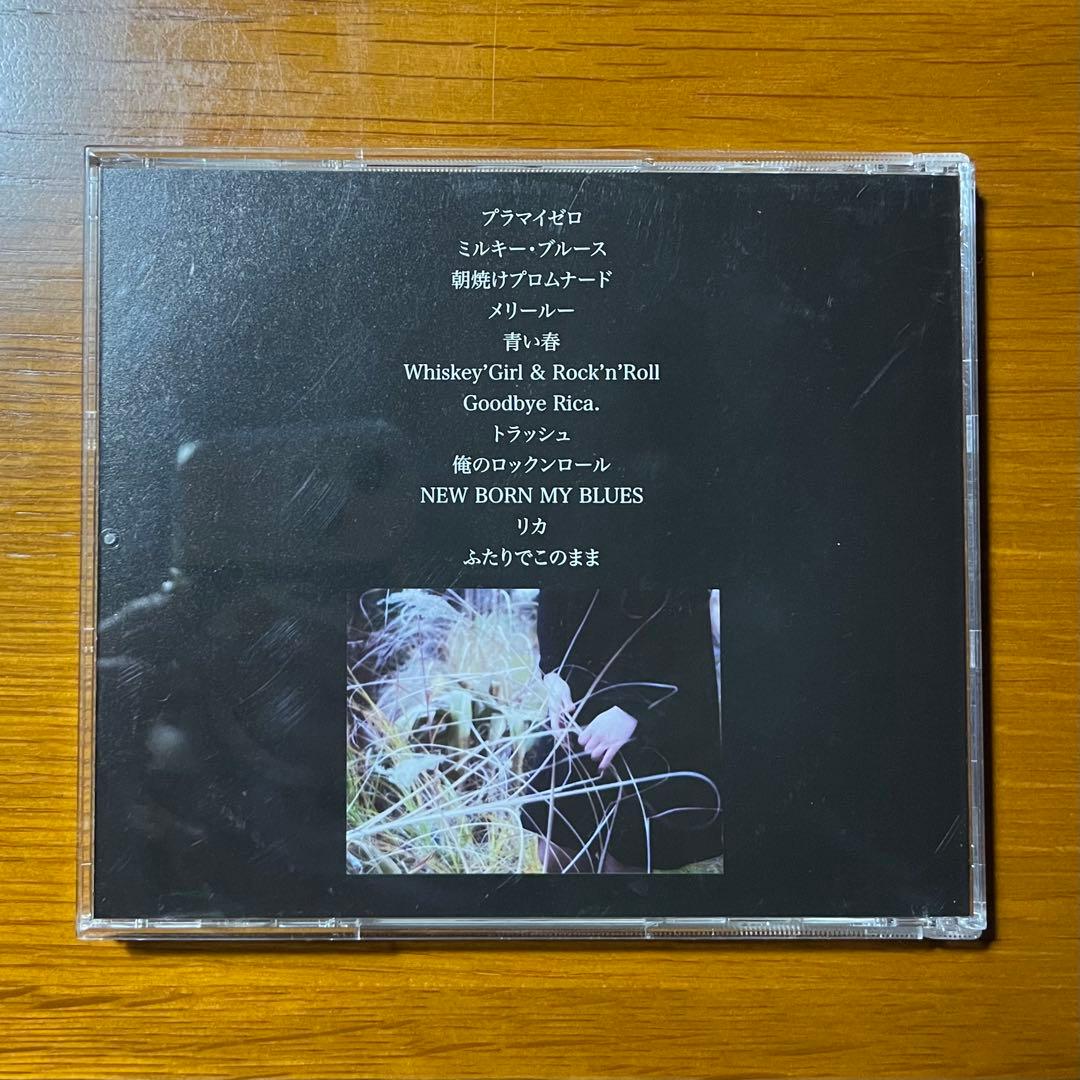 プラマイゼロ
ミルキー・ブルース
朝焼けプロムナード
メリールー
青い春
Whiskey’Girl & Rock’n’Roll
Goodbye Rica.
トラッシュ
俺のロックンロール
NEW BORN MY BLUES
リカ
ふたりでこのまま